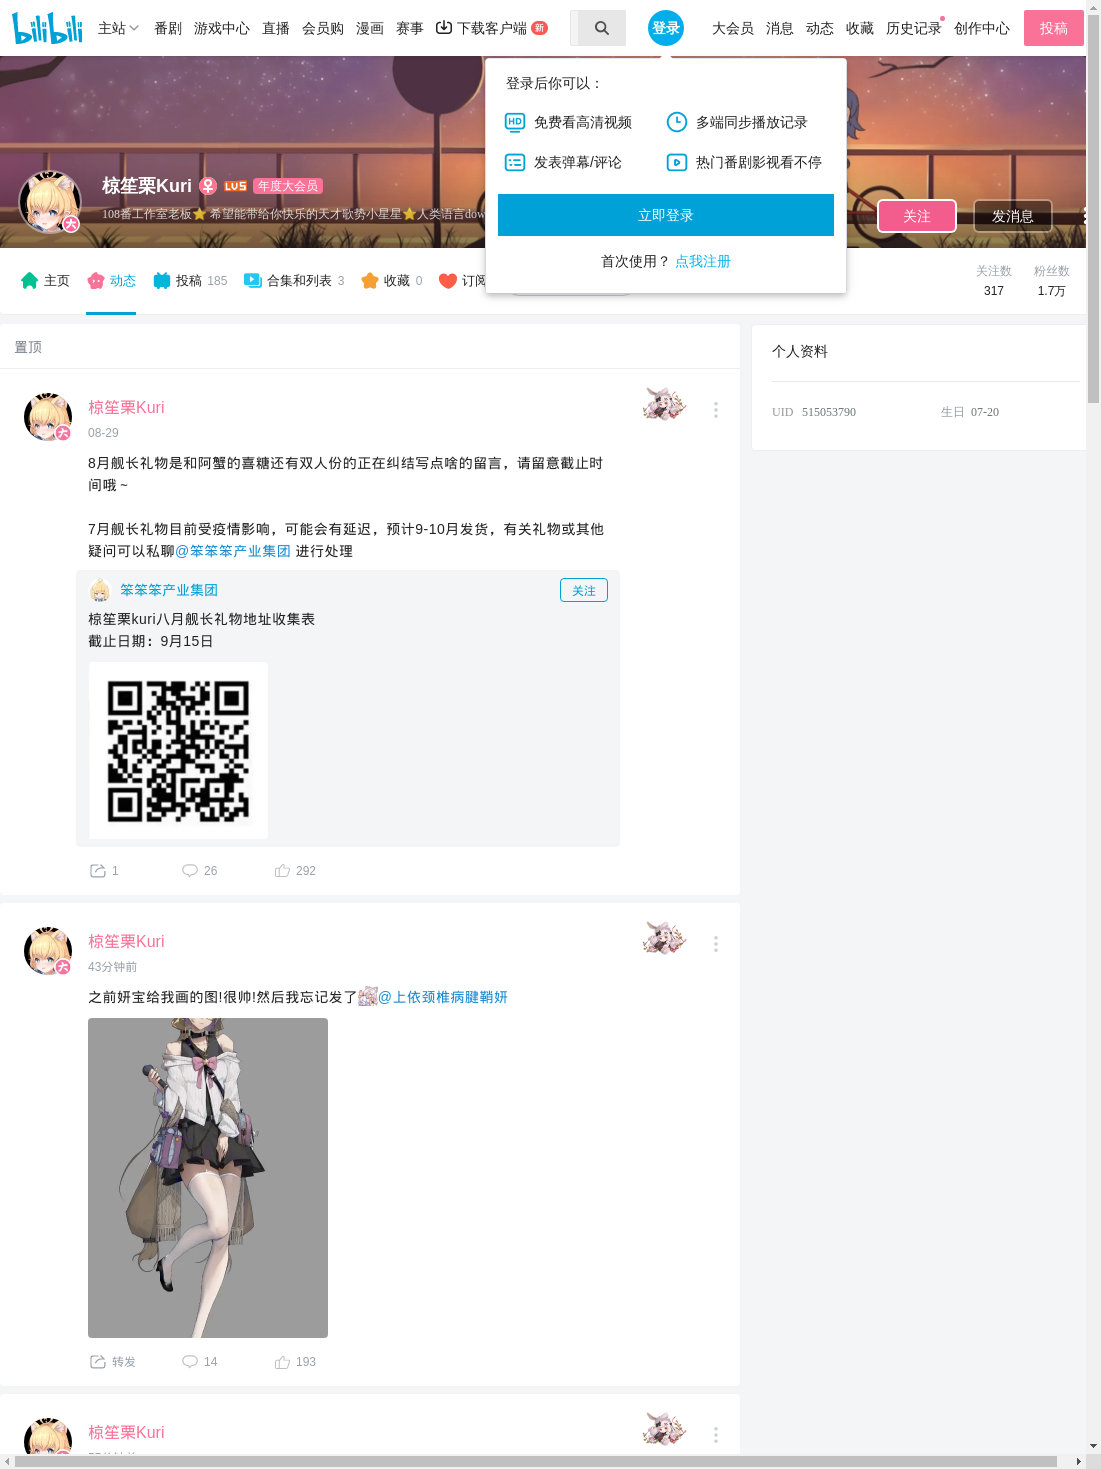 bilibili 主站 番剧 游戏中心 直播 会员购 漫画 赛事 下载客户端 新 登录 大会员 消息 动态 收藏 历史记录 创作中心 投稿
登录后你可以：
免费看高清视频 多端同步播放记录
发表弹幕/评论 热门番剧影视看不停
立即登录
首次使用？ 点我注册
椋笙栗Kuri LV5 年度大会员
108番工作室老板⭐ 希望能带给你快乐的天才歌势小星星⭐人类语言dow
关注 发消息
主页 动态 投稿 185 合集和列表 3 收藏 0 订阅
关注数 粉丝数
317 1.7万
置顶
个人资料
UID 515053790 生日 07-20
椋笙栗Kuri
08-29
8月舰长礼物是和阿蟹的喜糖还有双人份的正在纠结写点啥的留言，请留意截止时
间哦～
7月舰长礼物目前受疫情影响，可能会有延迟，预计9-10月发货，有关礼物或其他
疑问可以私聊@笨笨笨产业集团 进行处理
笨笨笨产业集团 关注
椋笙栗kuri八月舰长礼物地址收集表
截止日期：9月15日
1 26 292
椋笙栗Kuri
43分钟前
之前妍宝给我画的图!很帅!然后我忘记发了@上依颈椎病腱鞘妍
转发 14 193
椋笙栗Kuri